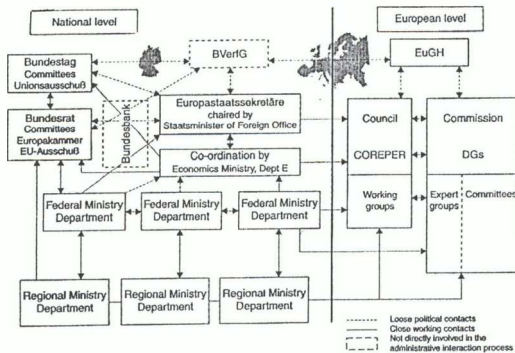 National level
European level
BVerfG
EuGH
Bundestag
Committees
Unionsausschuß
Bundesrat
Committees
Europakammer
EU-Ausschuß
Bundesbank
Europastaatssekretäre
chaired by
Staatsminister of Foreign Office
Co-ordination by
Economics Ministry, Dept E
Council
COREPER
Working
groups
Commission
DGs
Expert
groups
Committees
Federal Ministry
Department
Federal Ministry
Department
Federal Ministry
Department
Regional Ministry
Department
Regional Ministry
Department
Regional Ministry
Department
Loose political contacts
Close working contacts
Not directly involved in the
administrative interaction process